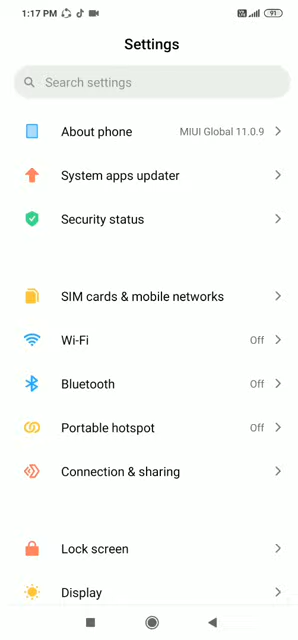 1:17 PM
91
Settings
Search settings
About phone MIUI Global 11.0.9
System apps updater
Security status
SIM cards & mobile networks
Wi-Fi Off
Bluetooth Off
Portable hotspot Off
Connection & sharing
Lock screen
Display